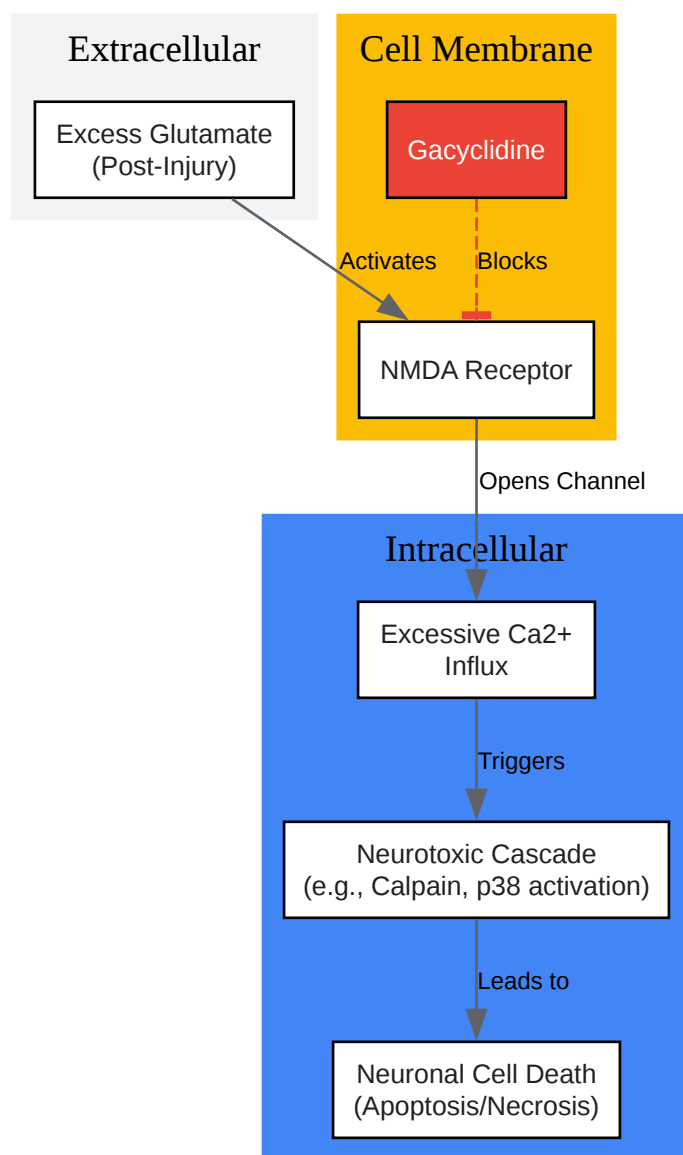 Extracellular
Cell Membrane
Excess Glutamate
(Post-Injury)
Gacyclidine
Activates
Blocks
NMDA Receptor
Opens Channel
Intracellular
Excessive Ca2+
Influx
Triggers
Neurotoxic Cascade
(e.g., Calpain, p38 activation)
Leads to
Neuronal Cell Death
(Apoptosis/Necrosis)